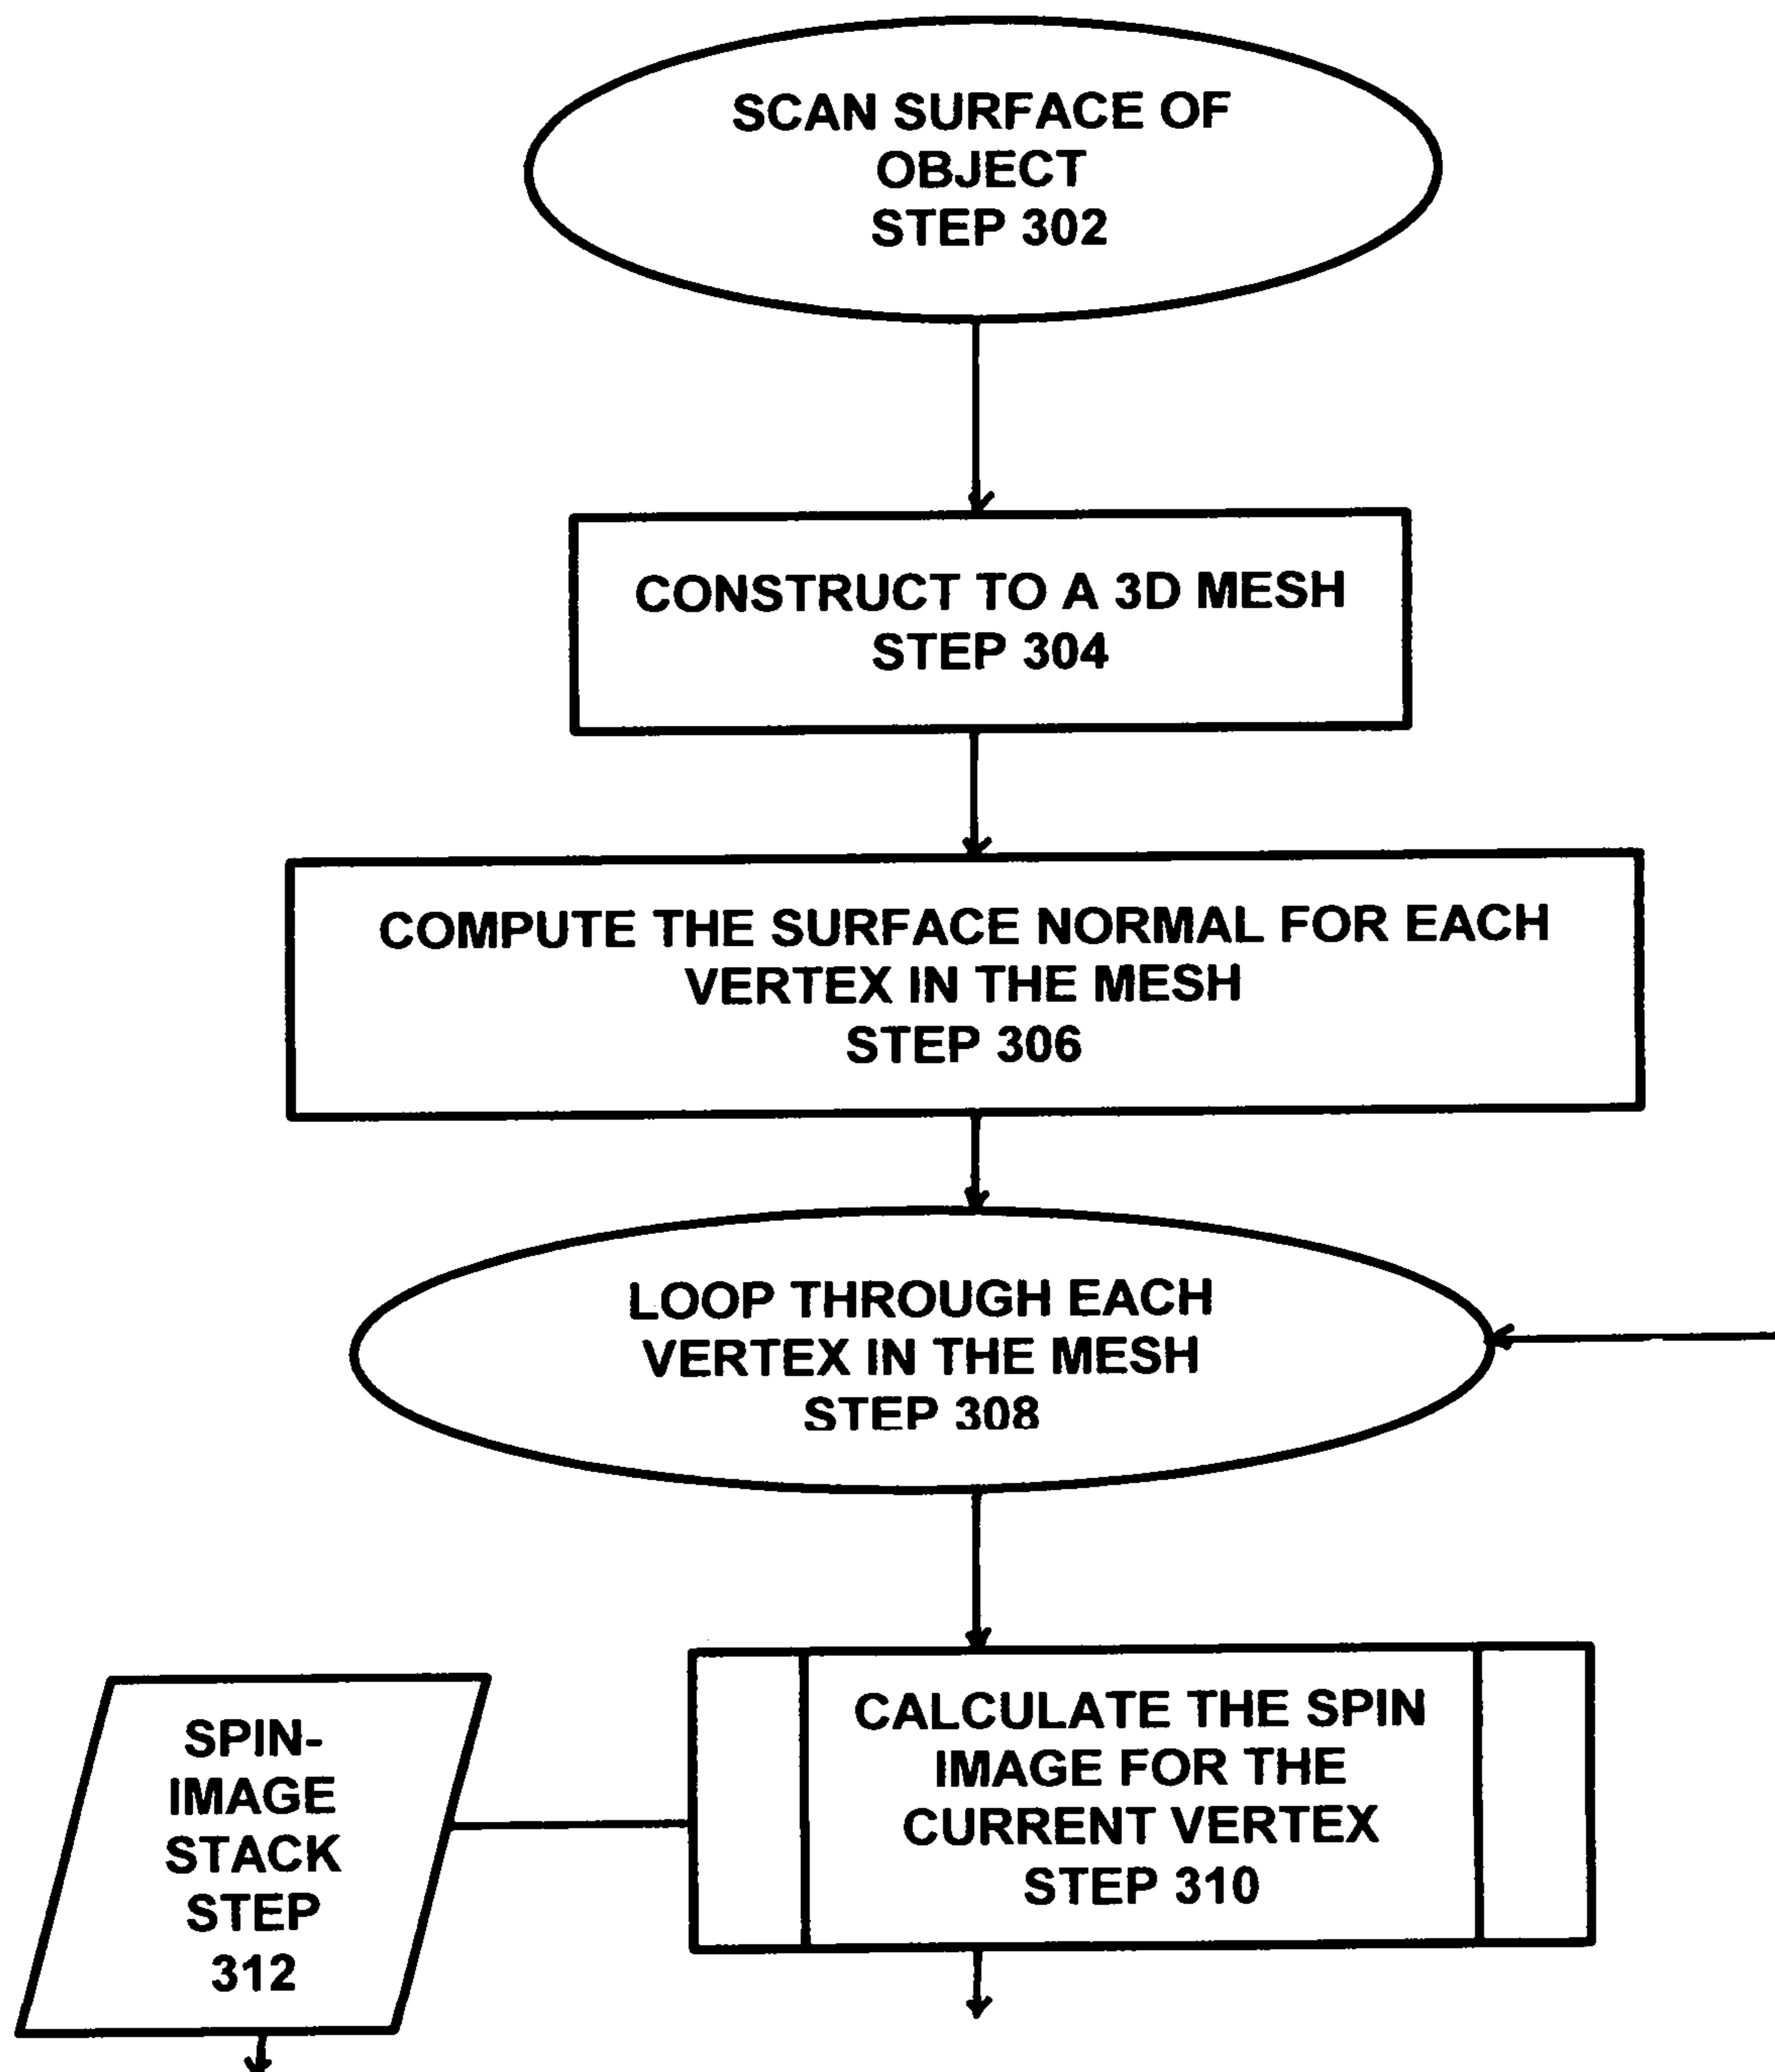 SCAN SURFACE OF
OBJECT
STEP 302
CONSTRUCT TO A 3D MESH
STEP 304
COMPUTE THE SURFACE NORMAL FOR EACH
VERTEX IN THE MESH
STEP 306
LOOP THROUGH EACH
VERTEX IN THE MESH
STEP 308
CALCULATE THE SPIN
IMAGE FOR THE
CURRENT VERTEX
STEP 310
SPIN-
IMAGE
STACK
STEP
312